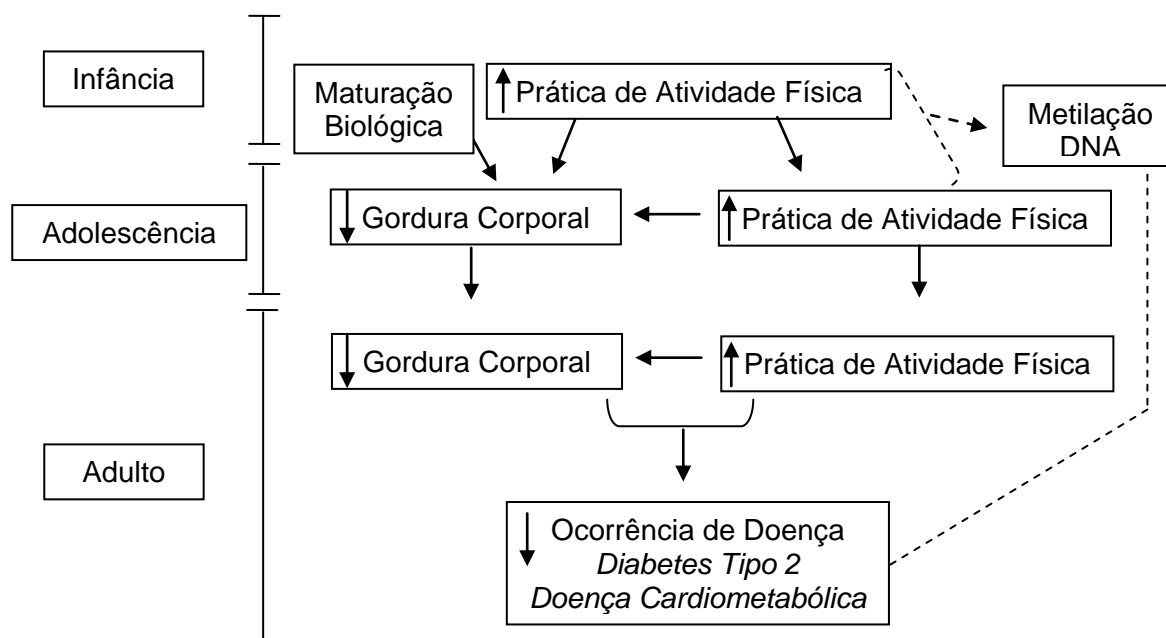 Infância
Maturação
Biológica
Prática de Atividade Física
Metilação
DNA
Adolescência
Gordura Corporal
Prática de Atividade Física
Gordura Corporal
Prática de Atividade Física
Adulto
Ocorrência de Doença
Diabetes Tipo 2
Doença Cardiometabólica